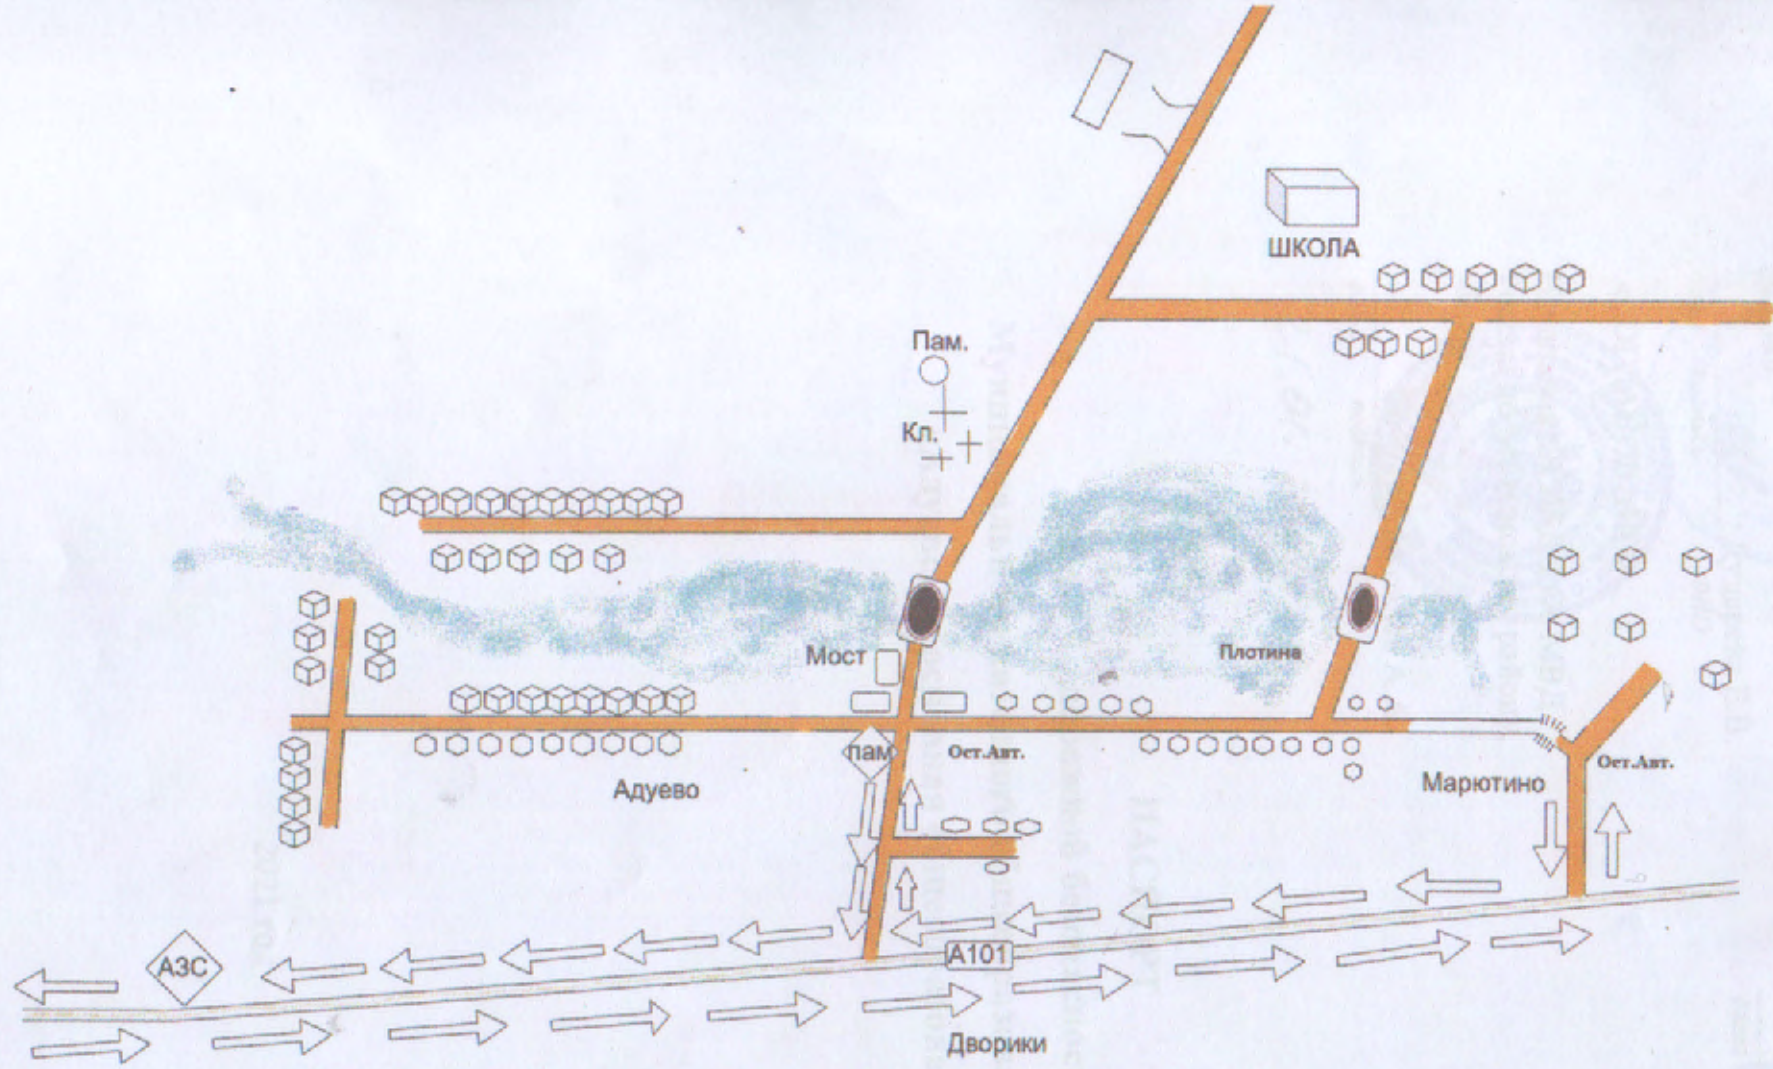 ШКОЛА
Пам.
Кл.
Мост
Плотина
пам
Ост.Авт.
Ост.Авт.
Адуево
Марютино
АЗС
А101
Дворики